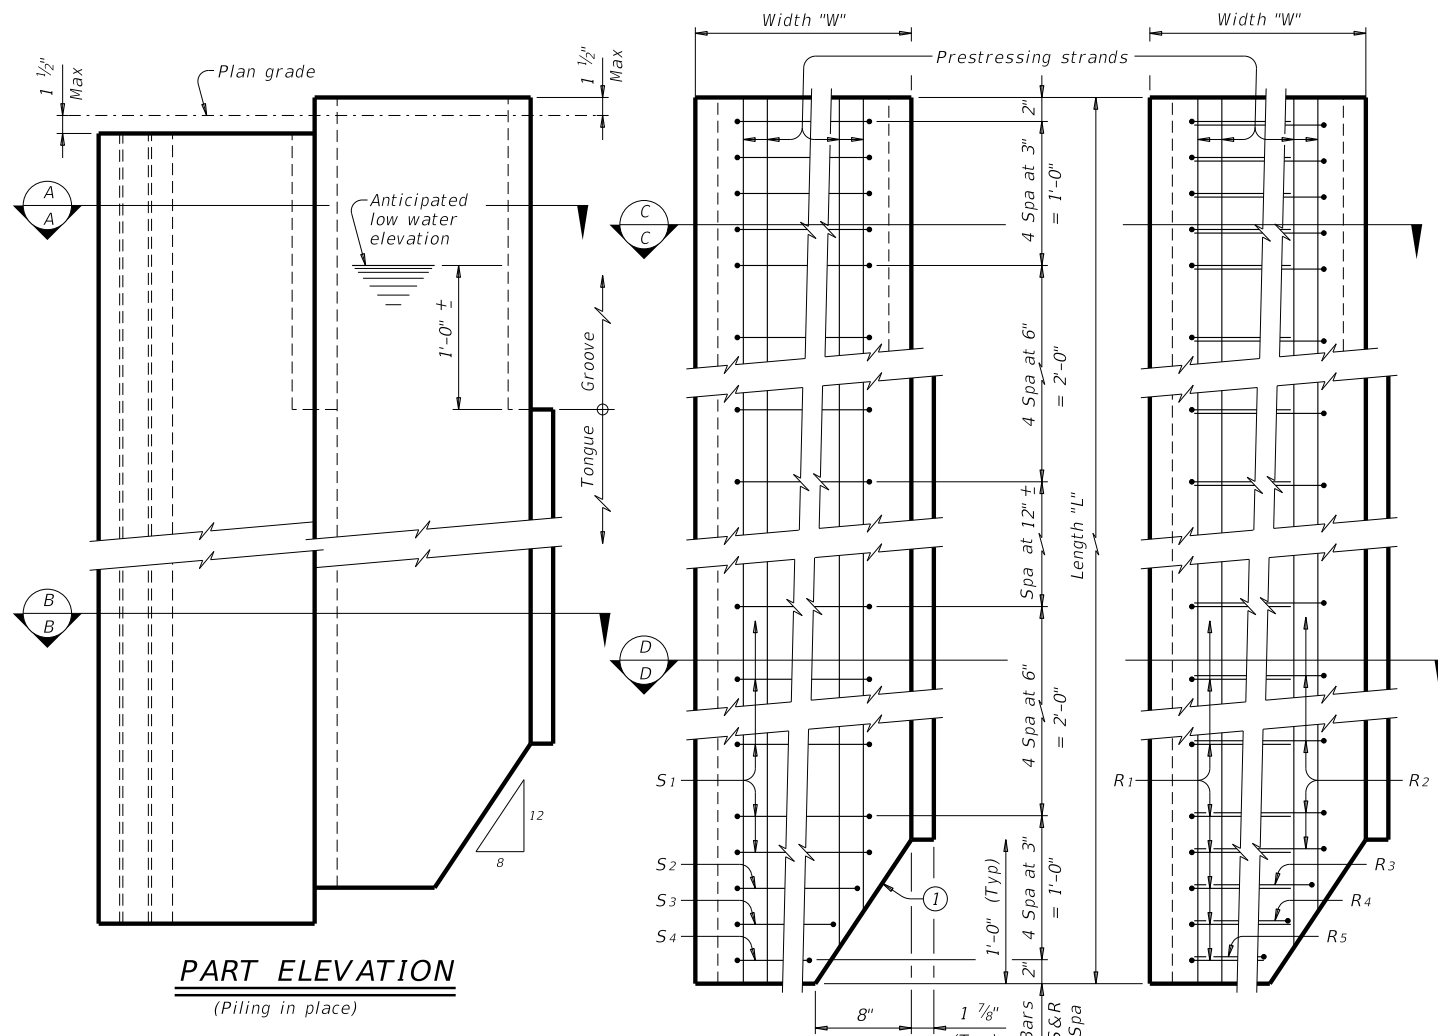 Width "W"
Width "W"
Prestressing strands
1 ½"
Max
Plan grade
1 ½"
Max
A
A
Anticipated
low water
elevation
1'-0" ±
Groove
Tongue
B
B
12
8
PART ELEVATION
(Piling in place)
C
C
D
D
2"
4 Spa at 3"
= 1'-0"
4 Spa at 6"
= 2'-0"
Spa at 12" ±
Length "L"
4 Spa at 6"
= 2'-0"
4 Spa at 3"
= 1'-0"
1'-0" (Typ)
2"
S1
S2
S3
S4
1
R1
R2
R3
R4
R5
8"
1 ⅞"
Bars
S&R
Spa